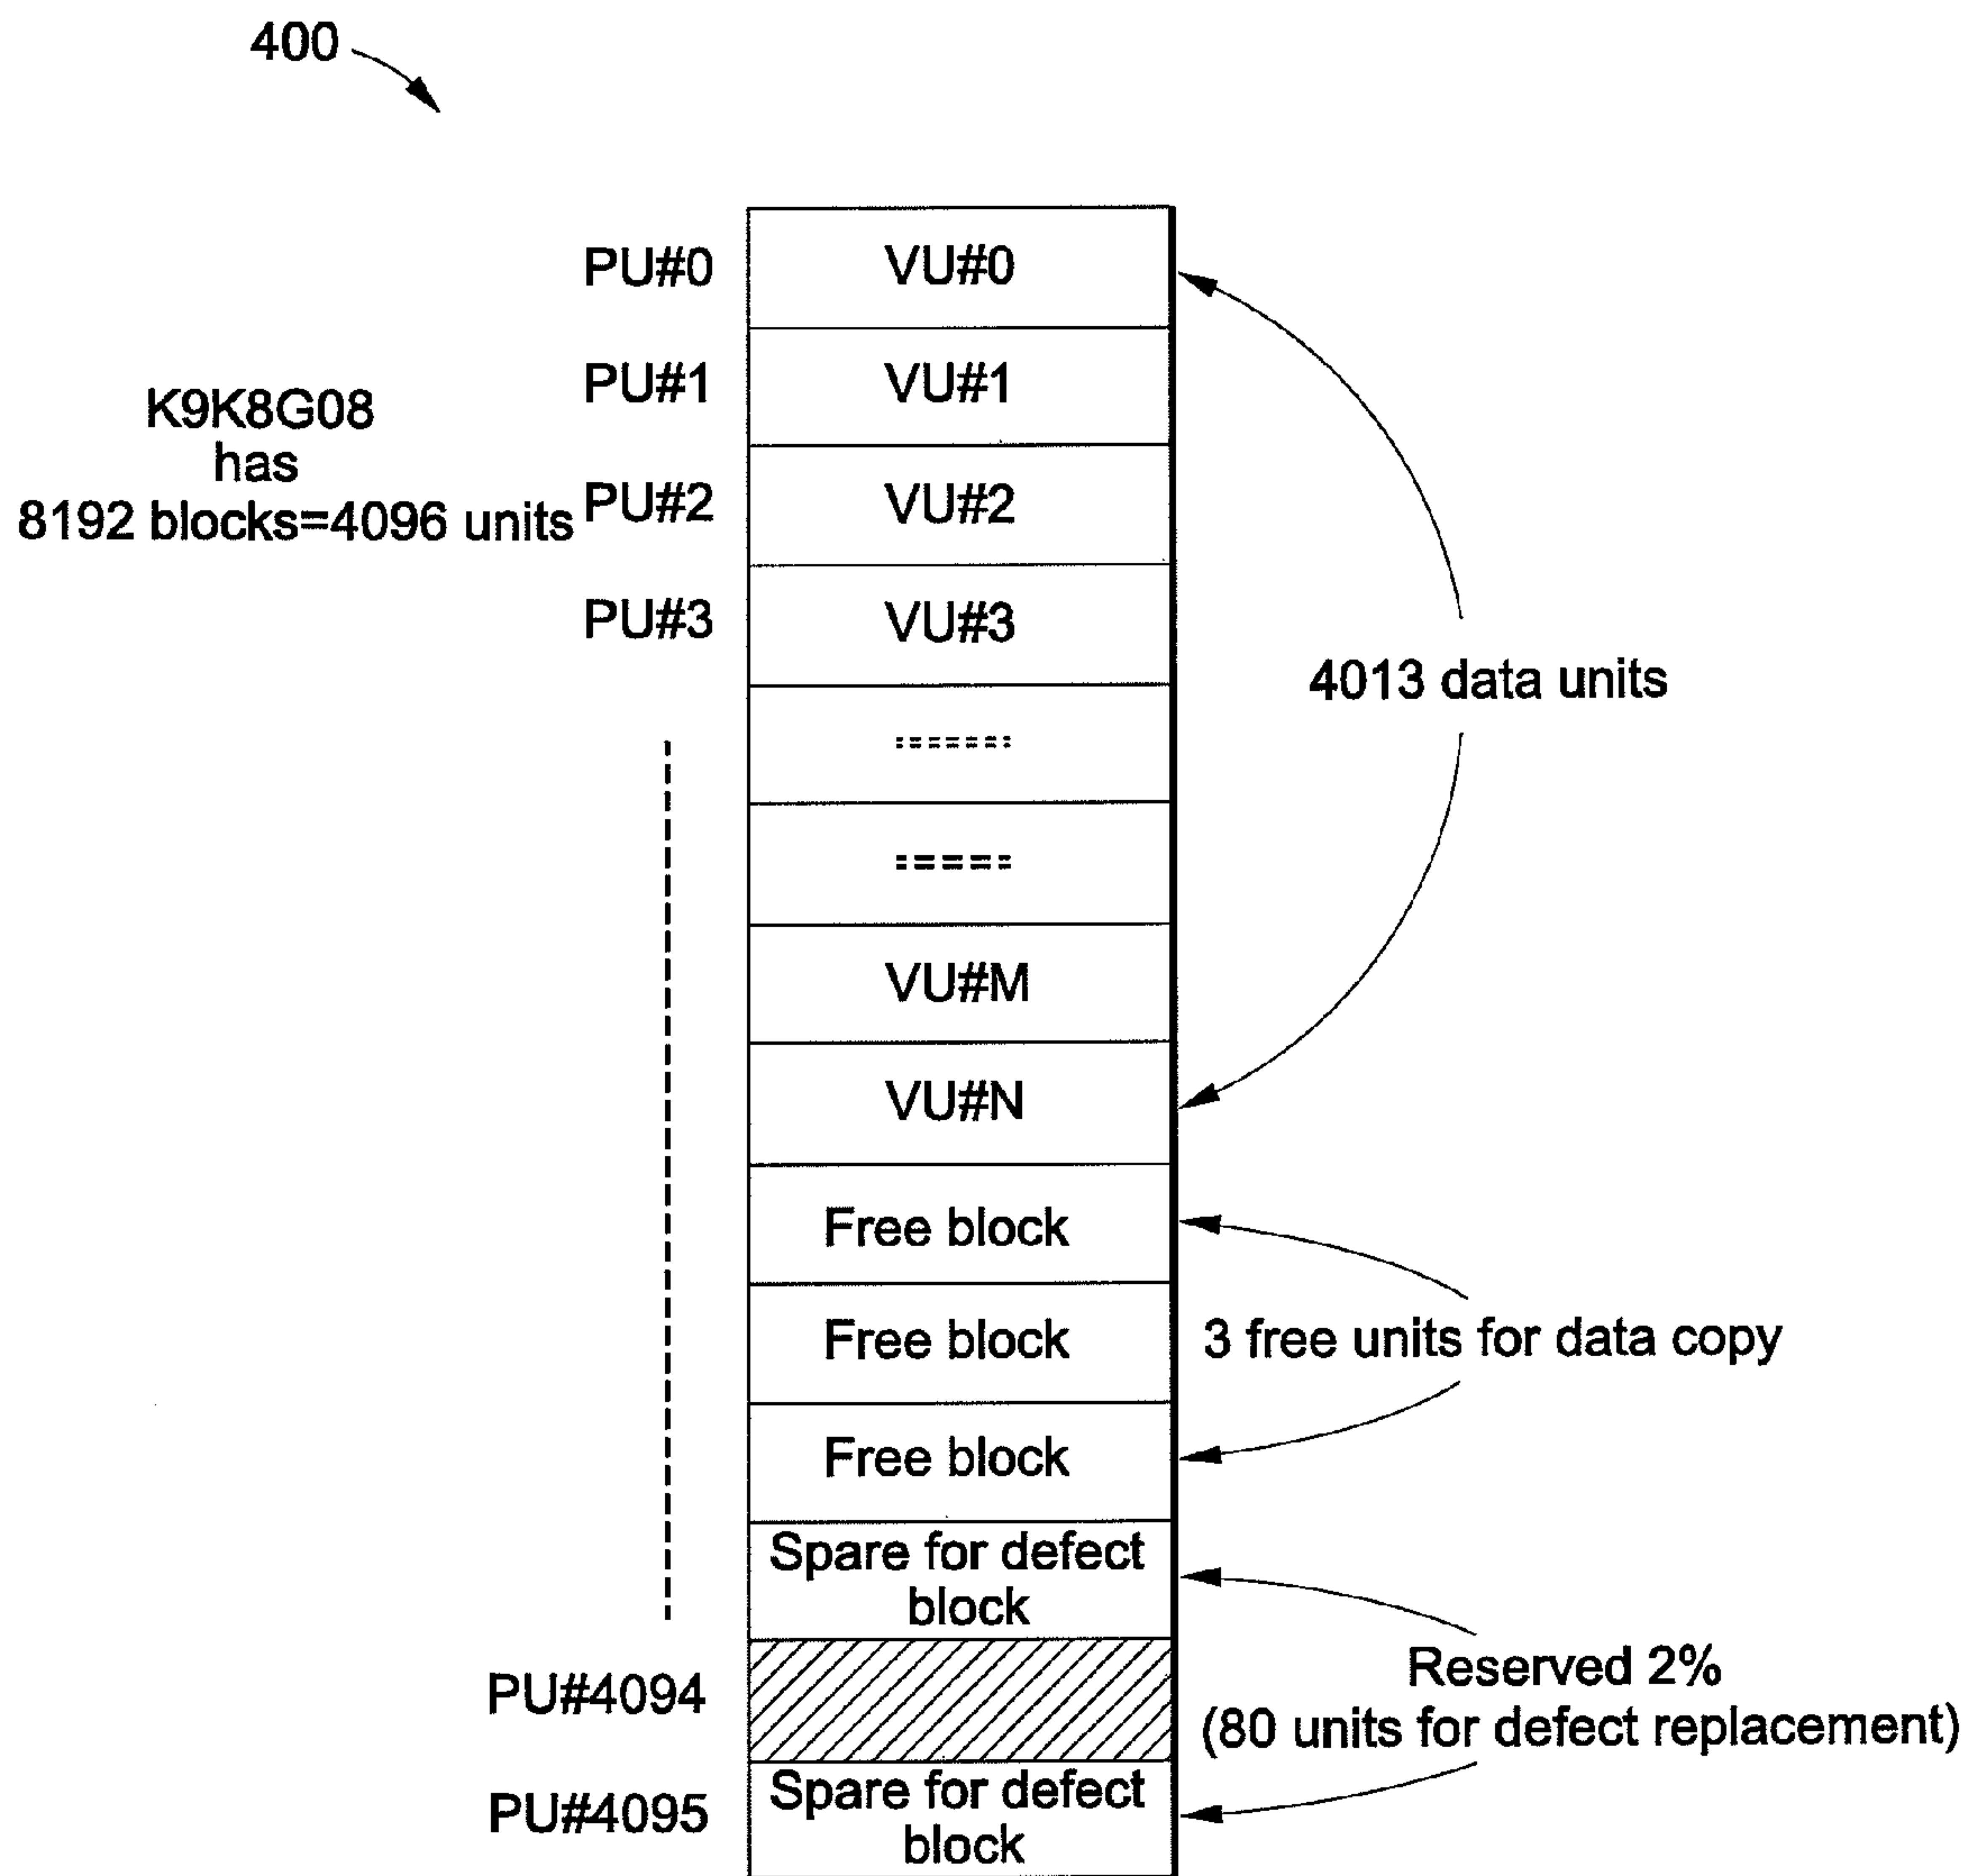 400
PU#0
VU#0
PU#1
VU#1
K9K8G08
has
8192 blocks=4096 units
PU#2
VU#2
PU#3
VU#3
4013 data units
VU#M
VU#N
Free block
Free block
3 free units for data copy
Free block
Spare for defect
block
PU#4094
Reserved 2%
(80 units for defect replacement)
PU#4095
Spare for defect
block